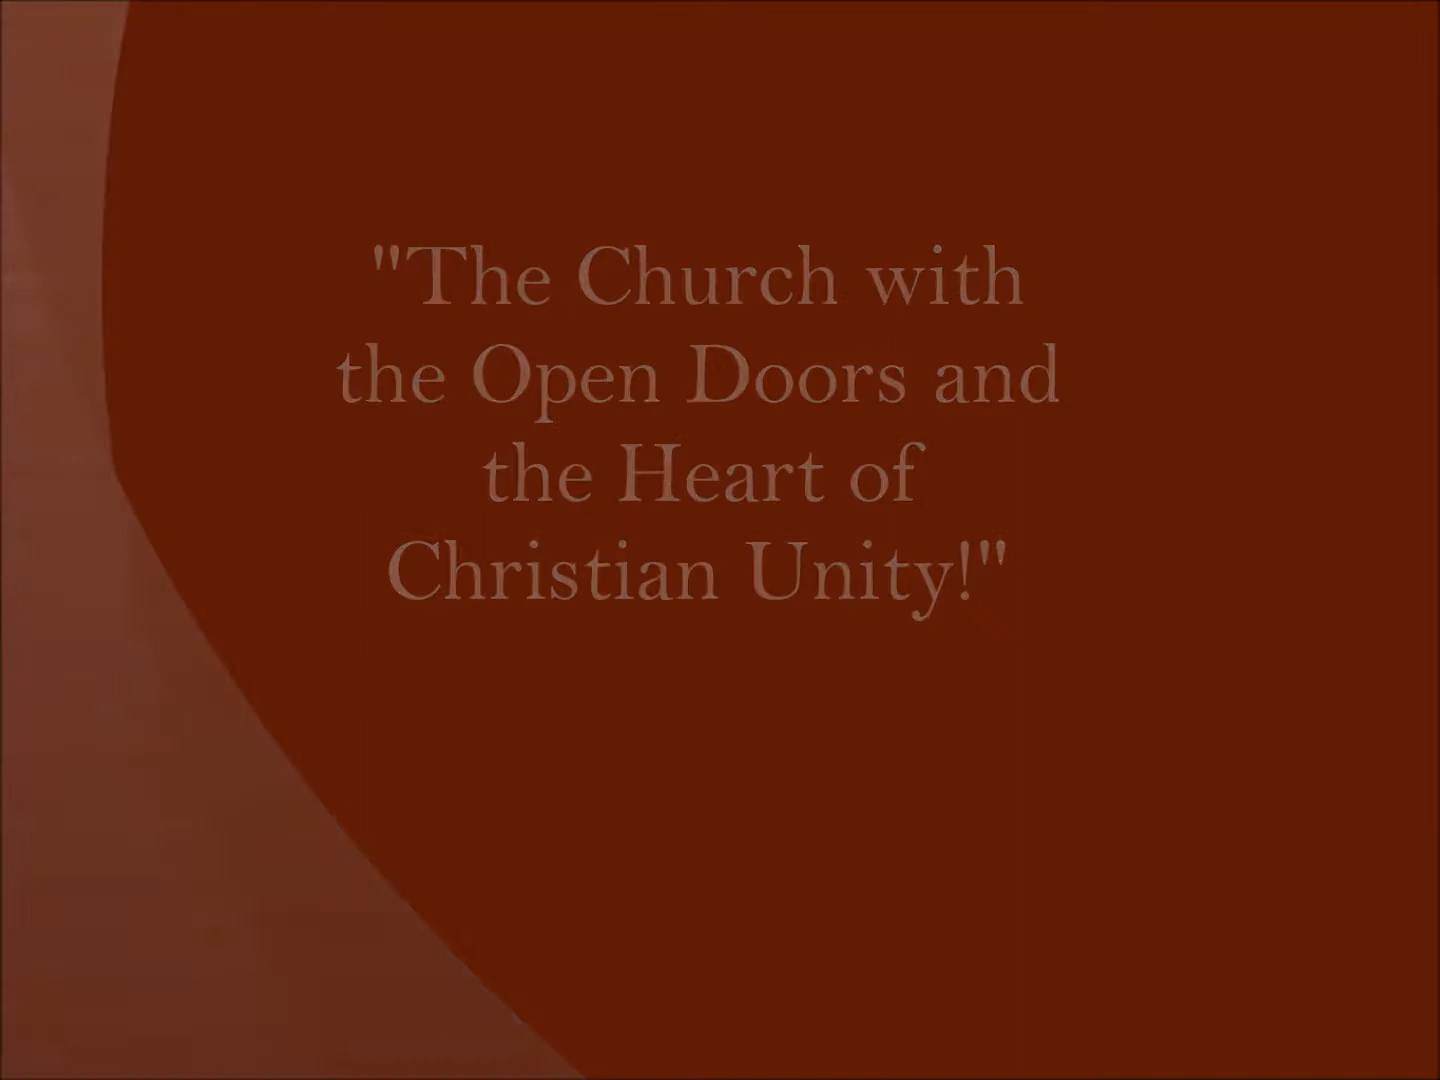 "The Church with
the Open Doors and
the Heart of
Christian Unity!"